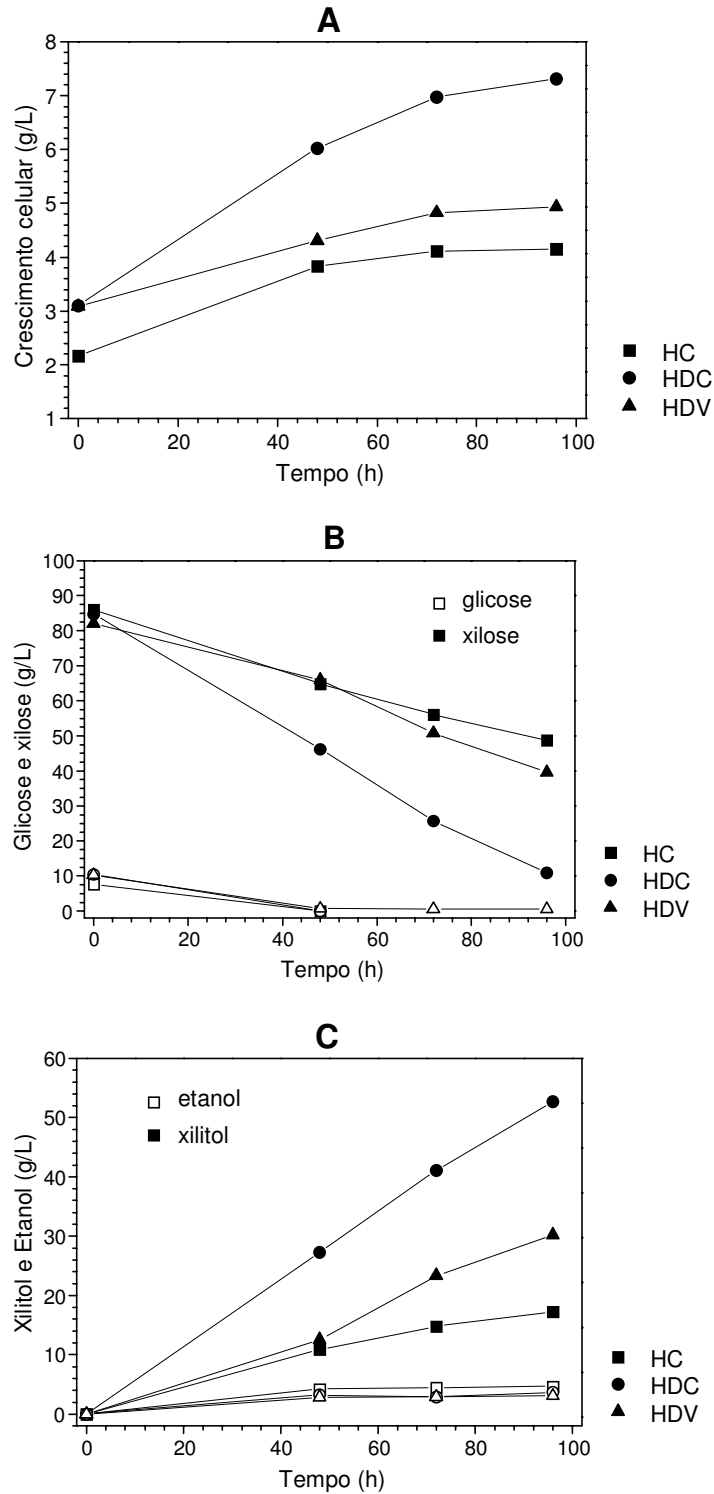 A
Crescimento celular (g/L)
8
7
6
5
4
3
2
1
0 20 40 60 80 100
Tempo (h)
HC
HDC
HDV
B
Glicose e xilose (g/L)
100
90
80
70
60
50
40
30
20
10
0
glicose
xilose
0 20 40 60 80 100
Tempo (h)
HC
HDC
HDV
C
Xilitol e Etanol (g/L)
60
50
40
30
20
10
0
etanol
xilitol
0 20 40 60 80 100
Tempo (h)
HC
HDC
HDV